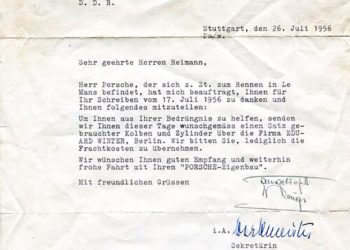 D. D. R.
Stuttgart, den 26. Juli 1956
Po/w.
Sehr geehrte Herren Reimann,
Herr Porsche, der sich z. Zt. zum Rennen in Le
Mans befindet, hat mich beauftragt, Ihnen für
Ihr Schreiben vom 17. Juli 1956 zu danken und
Ihnen folgendes mitzuteilen:
Um Ihnen aus Ihrer Bedrängnis zu helfen, senden
wir Ihnen dieser Tage wunschgemäss einen Satz ge-
brauchter Kolben und Zylinder über die Firma EDU-
ARD WINTER, Berlin. Wir bitten Sie, lediglich die
Frachtkosten zu übernehmen.
Wir wünschen Ihnen guten Empfang und weiterhin
frohe Fahrt mit Ihrem "PORSCHE-Eigenbau".
Mit freundlichen Grüssen
i.A.
Sekretärin